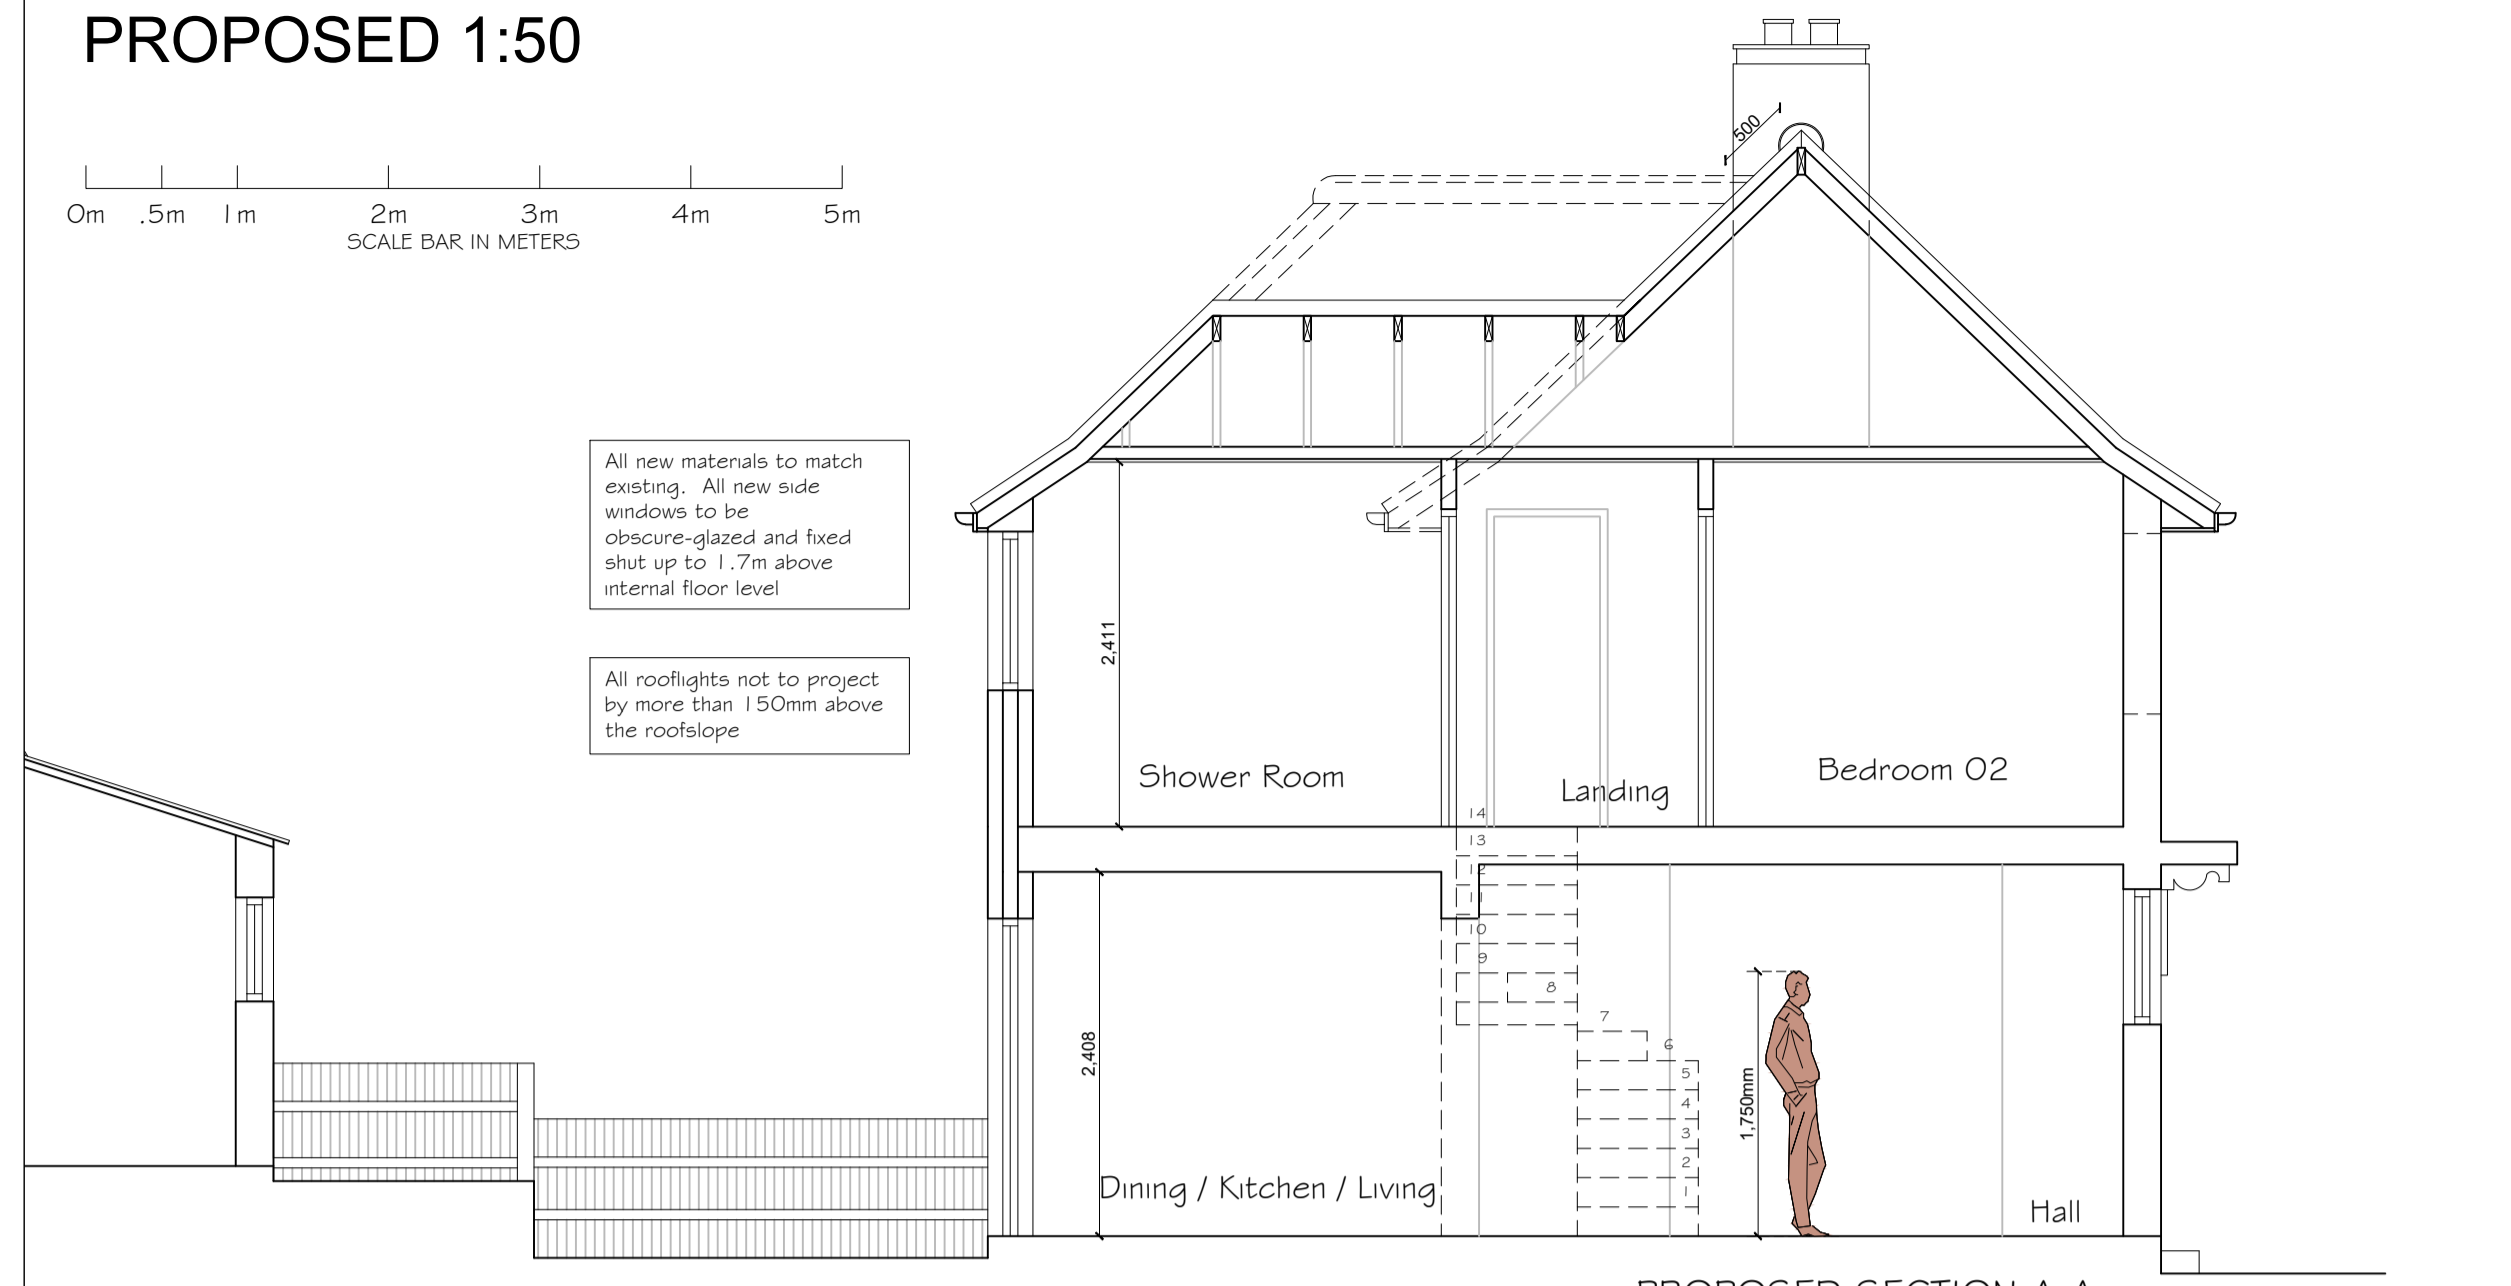 PROPOSED 1:50
500
0m .5m 1m 2m 3m 4m 5m
SCALE BAR IN METERS
All new materials to match
existing. All new side
windows to be
obscure-glazed and fixed
shut up to 1.7m above
internal floor level
All rooflights not to project
by more than 150mm above
the roofslope
2,411
Shower Room
Landing
Bedroom 02
14
13
12
11
10
9
8
7
6
5
4
3
2
1
2,408
1,750mm
Dining / Kitchen / Living
Hall
PROPOSED SECTION A-A